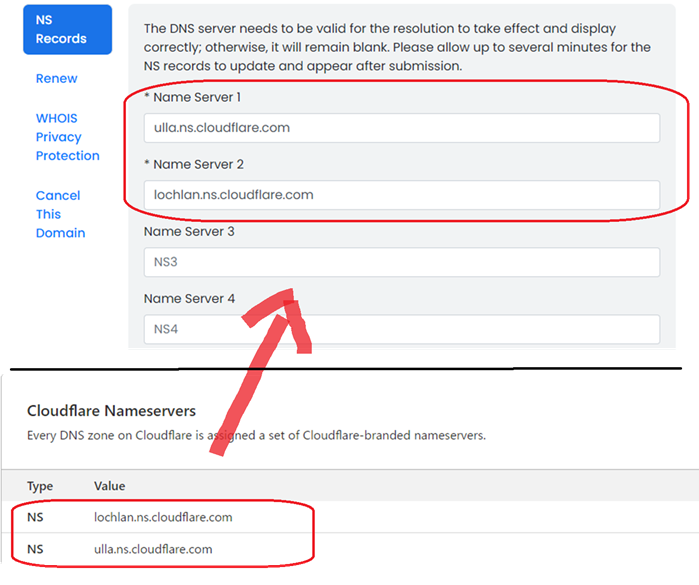 NS
Records
Renew
WHOIS
Privacy
Protection
Cancel
This
Domain
The DNS server needs to be valid for the resolution to take effect and display
correctly; otherwise, it will remain blank. Please allow up to several minutes for the
NS records to update and appear after submission.
* Name Server 1
ulla.ns.cloudflare.com
* Name Server 2
lochlan.ns.cloudflare.com
Name Server 3
NS3
Name Server 4
NS4
Cloudflare Nameservers
Every DNS zone on Cloudflare is assigned a set of Cloudflare-branded nameservers.
Type Value
NS lochlan.ns.cloudflare.com
NS ulla.ns.cloudflare.com